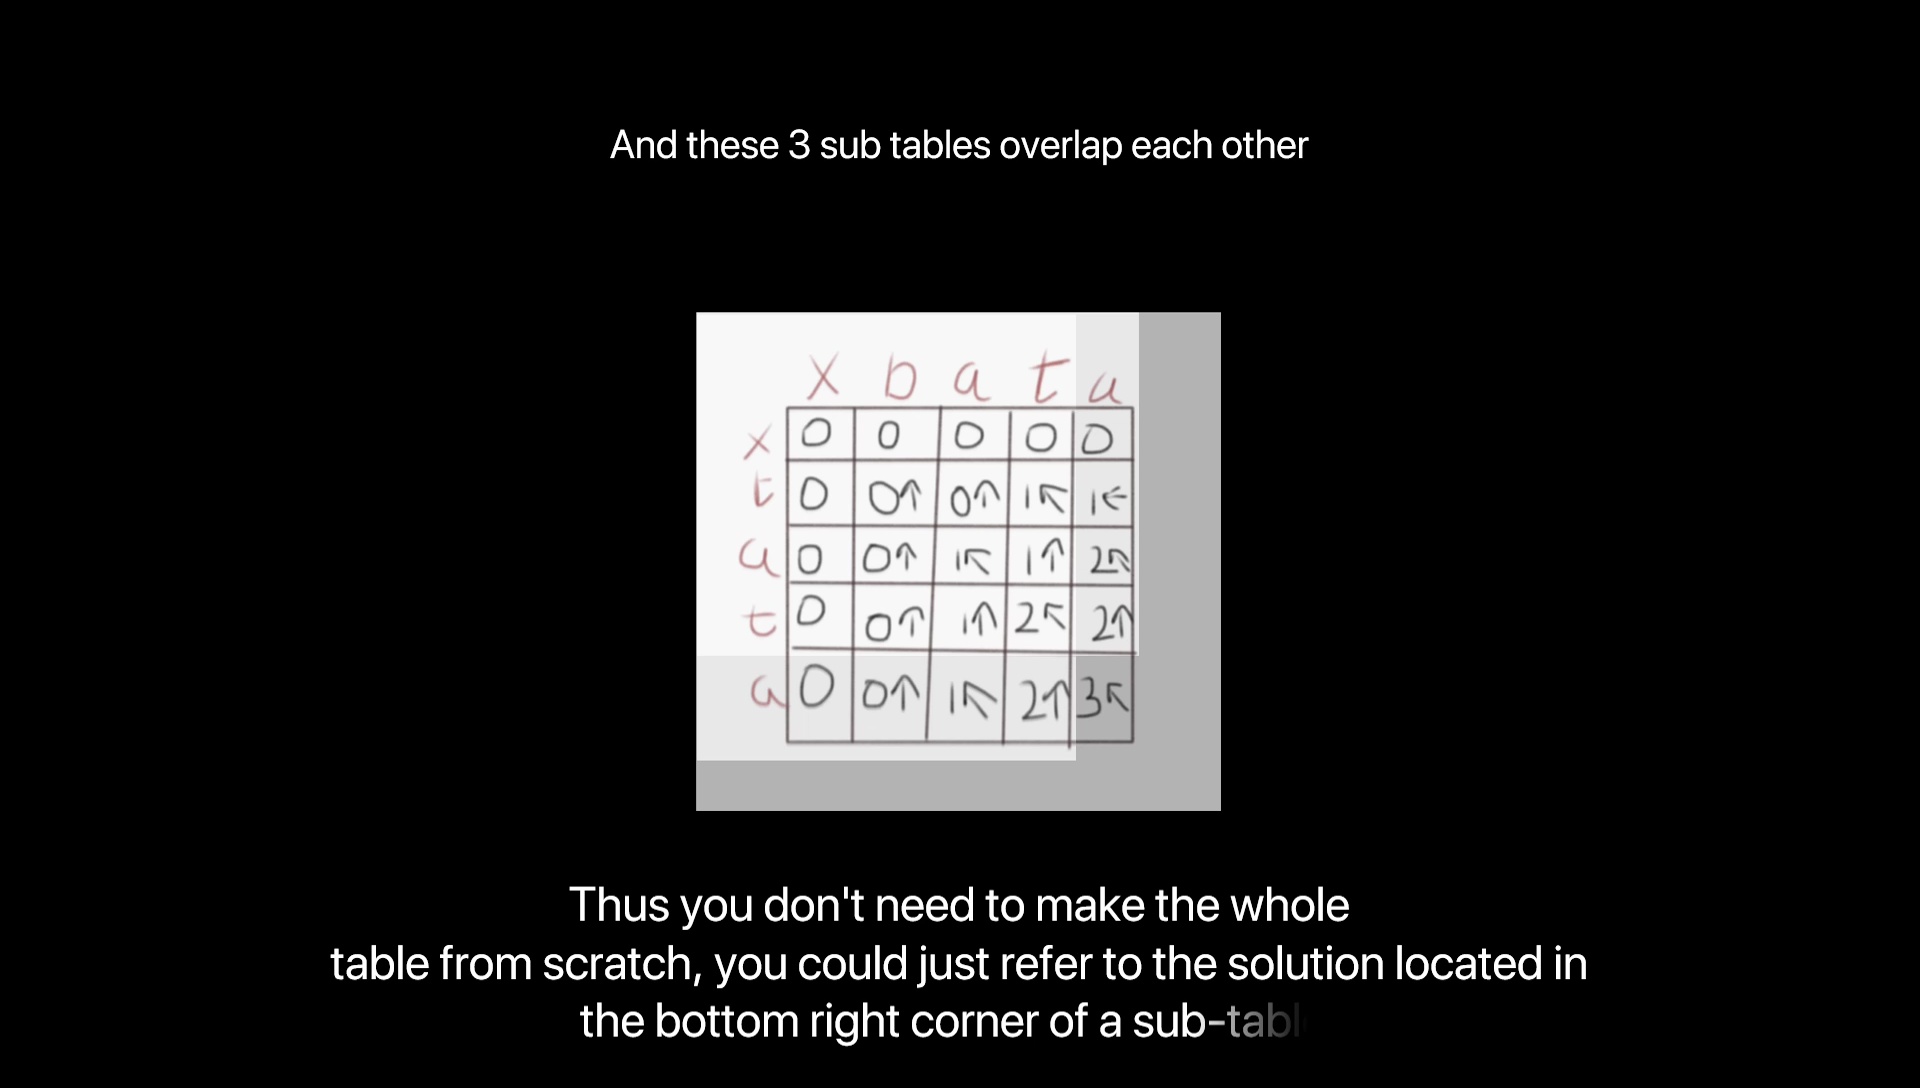 And these 3 sub tables overlap each other
x b a t a
x 0 0 0 0 0
t 0 0↑ 0↑ 1↖ 1←
a 0 0↑ 1↖ 1↑ 2↖
t 0 0↑ 1↑ 2↖ 2↑
a 0 0↑ 1↖ 2↑ 3↖
Thus you don't need to make the whole
table from scratch, you could just refer to the solution located in
the bottom right corner of a sub-tabl